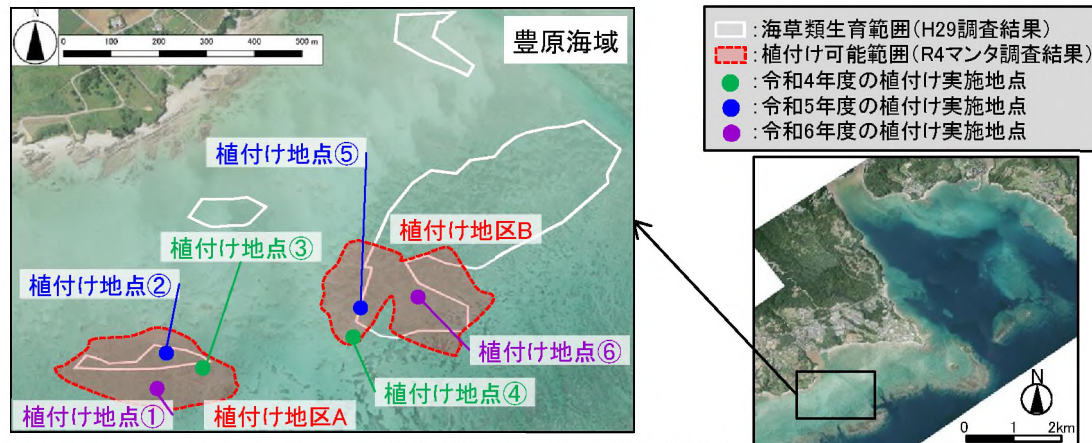 N
0 100 200 300 400 500 m
豊原海域
植付け地点⑤
植付け地区B
植付け地点③
植付け地点②
植付け地点⑥
植付け地点④
植付け地点①
植付け地区A
:海草類生育範囲(H29調査結果)
:植付け可能範囲(R4マンタ調査結果)
:令和4年度の植付け実施地点
:令和5年度の植付け実施地点
:令和6年度の植付け実施地点
N
0 1 2km